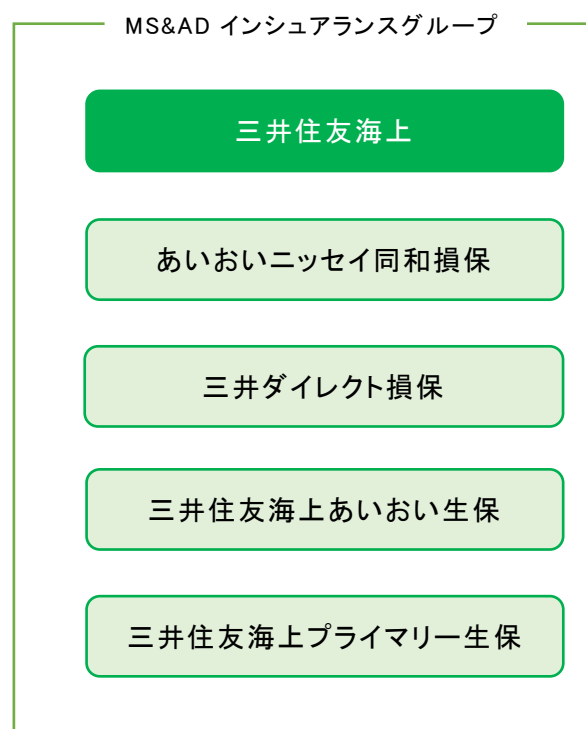 MS&AD インシュアランスグループ
三井住友海上
あいおいニッセイ同和損保
三井ダイレクト損保
三井住友海上あいおい生保
三井住友海上プライマリー生保